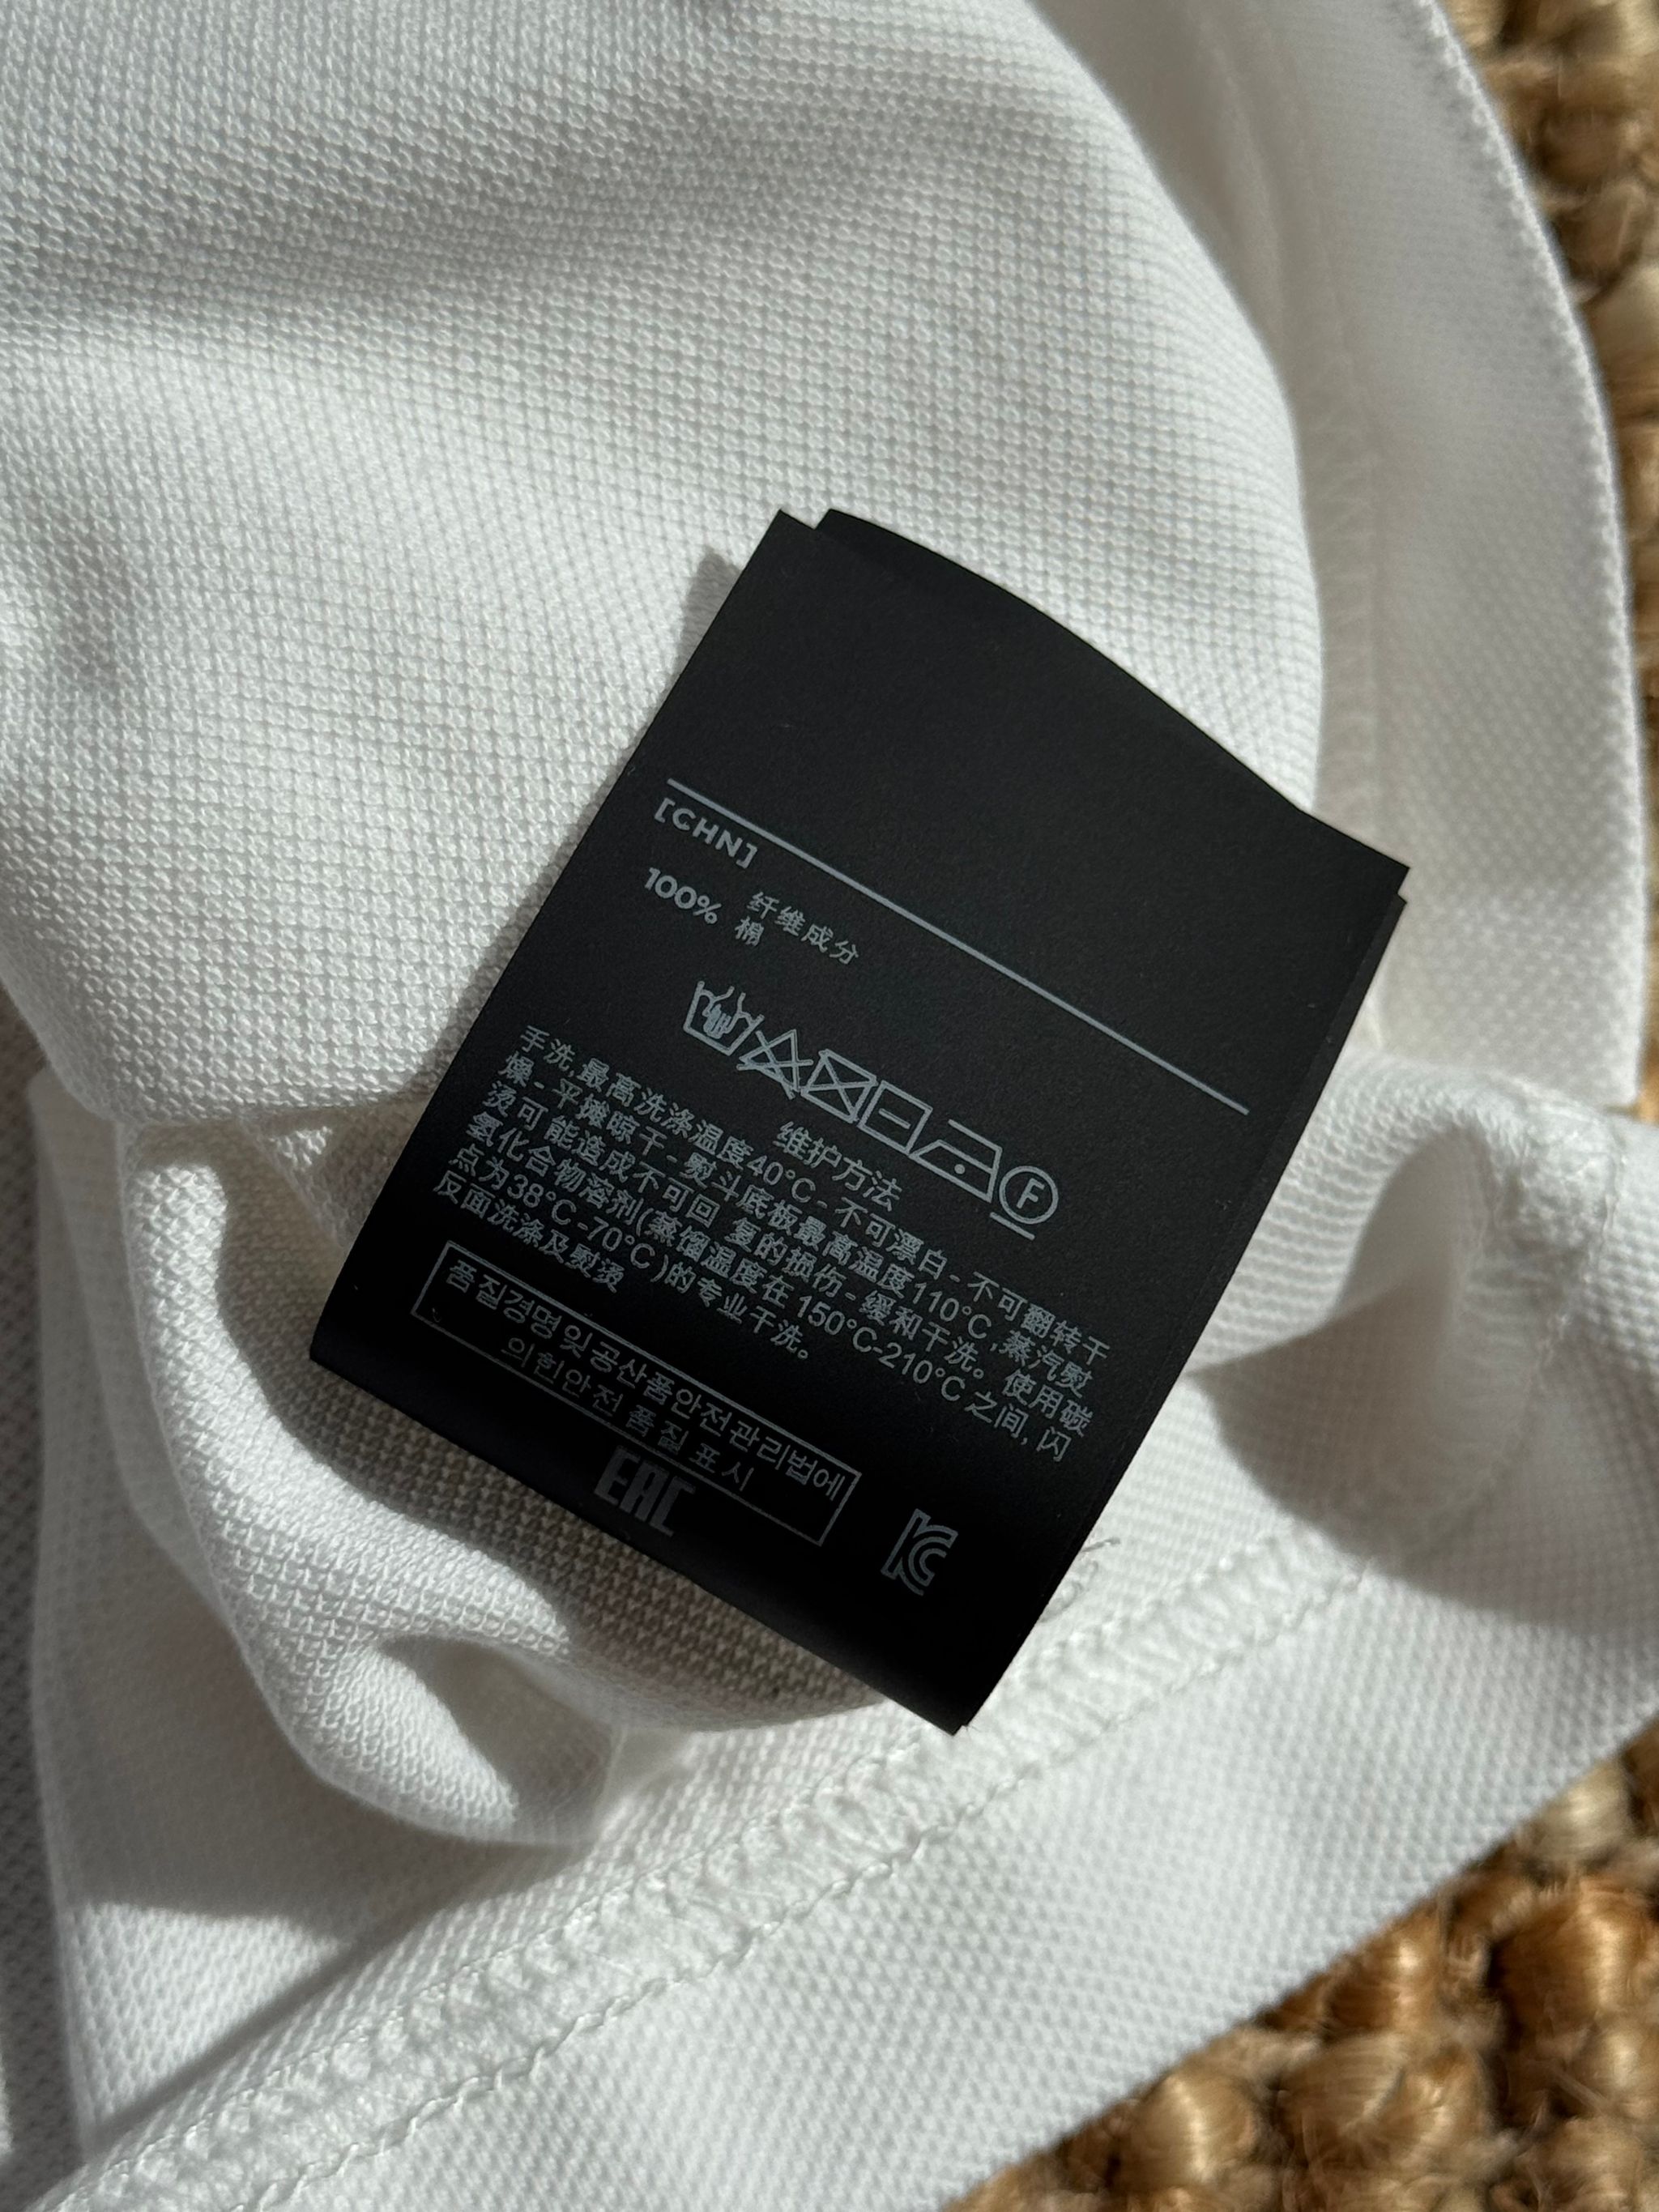 [CHN]
纤维成分
100% 棉
F
维护方法
手洗,最高洗涤温度40°C - 不可漂白 - 不可翻转干
燥 - 平摊晾干 - 熨斗底板最高温度110°C, 蒸汽熨
烫可能造成不可回 复的损伤 - 缓和干洗。使用碳
氢化合物溶剂(蒸馏温度在 150°C-210°C 之间, 闪
点为38°C -70°C )的专业干洗。
反面洗涤及熨烫
품질경영및공산품안전관리법에
의한안전 품질 표시
EAC
KC